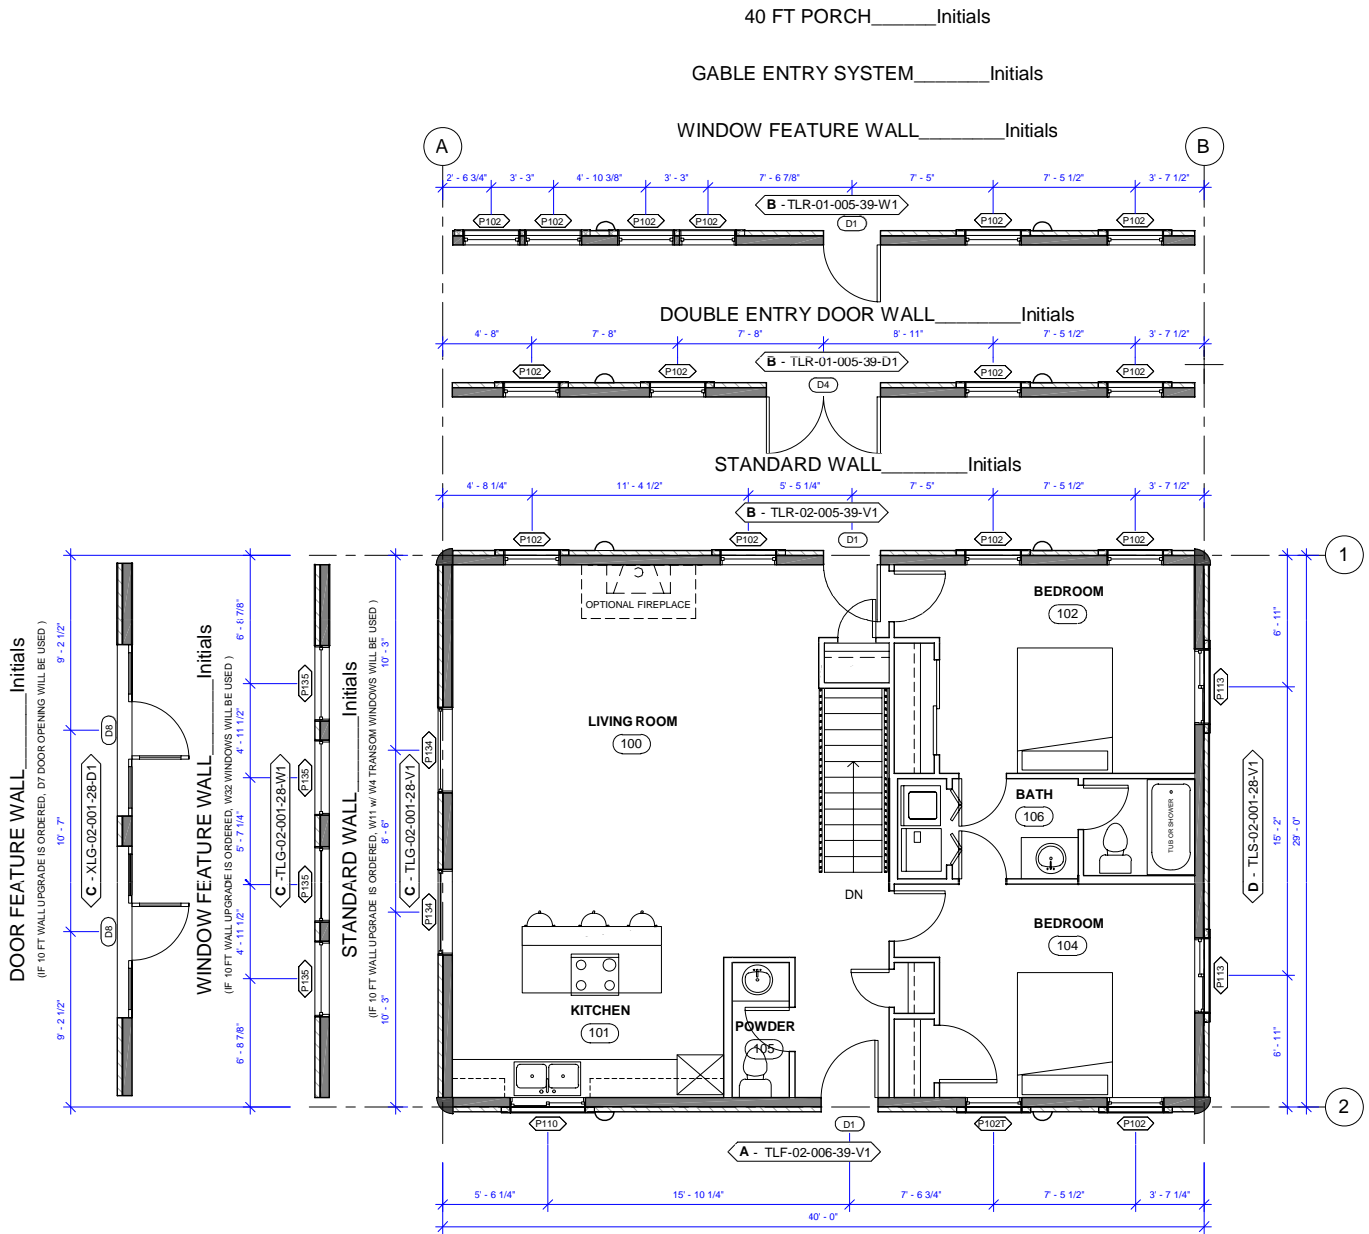 40 FT PORCH______Initials
GABLE ENTRY SYSTEM_______Initials
WINDOW FEATURE WALL________Initials
A
B
2' - 6 3/4"
3' - 3"
4' - 10 3/8"
3' - 3"
7' - 6 7/8"
7' - 5"
7' - 5 1/2"
3' - 7 1/2"
B - TLR-01-005-39-W1
P102
P102
P102
P102
D1
P102
P102
DOUBLE ENTRY DOOR WALL________Initials
4' - 8"
7' - 8"
7' - 8"
8' - 11"
7' - 5 1/2"
3' - 7 1/2"
B - TLR-01-005-39-D1
P102
P102
D4
P102
P102
STANDARD WALL________Initials
4' - 8 1/4"
11' - 4 1/2"
5' - 5 1/4"
7' - 5"
7' - 5 1/2"
3' - 7 1/2"
B - TLR-02-005-39-V1
P102
P102
D1
P102
P102
1
DOOR FEATURE WALL____Initials
(IF 10 FT WALL UPGRADE IS ORDERED, D7 DOOR OPENING WILL BE USED )
9' - 2 1/2"
10' - 7"
9' - 2 1/2"
C - XLG-02-001-28-D1
D8
D8
WINDOW FEATURE WALL____Initials
(IF 10 FT WALL UPGRADE IS ORDERED, W32 WINDOWS WILL BE USED )
6' - 8 7/8"
4' - 11 1/2"
5' - 7 1/4"
4' - 11 1/2"
6' - 8 7/8"
C -TLG-02-001-28-W1
P135
P135
P135
P135
STANDARD WALL____Initials
(IF 10 FT WALL UPGRADE IS ORDERED, W11 w/ W4 TRANSOM WINDOWS WILL BE USED )
10' - 3"
8' - 6"
10' - 3"
C - TLG-02-001-28-V1
P134
P134
OPTIONAL FIREPLACE
BEDROOM
102
LIVING ROOM
100
BATH
106
TUB OR SHOWER
DN
BEDROOM
104
KITCHEN
101
POWDER
105
P113
P113
D - TLS-02-001-28-V1
6' - 11"
15' - 2"
6' - 11"
29' - 0"
2
P110
D1
P102T
P102
A - TLF-02-006-39-V1
5' - 6 1/4"
15' - 10 1/4"
7' - 6 3/4"
7' - 5 1/2"
3' - 7 1/4"
40' - 0"